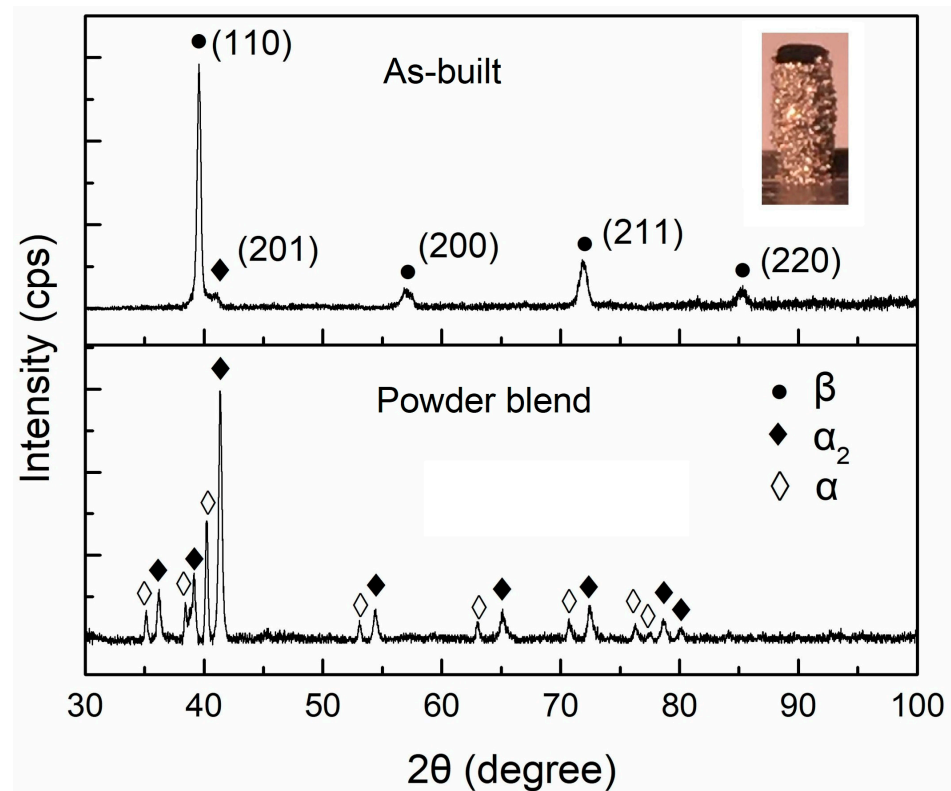 (110)
As-built
(201)
(200)
(211)
(220)
Intensity (cps)
Powder blend
β
α₂
α
30 40 50 60 70 80 90 100
2θ (degree)